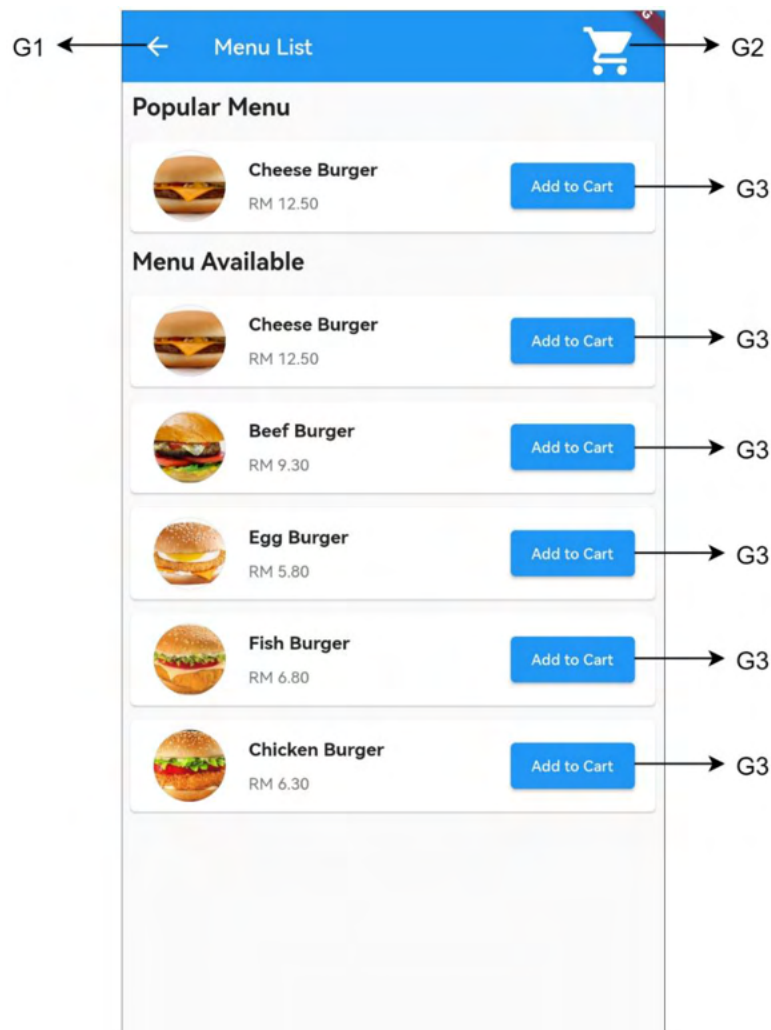 G1
Menu List
G2
Popular Menu
Cheese Burger
RM 12.50
Add to Cart
G3
Menu Available
Cheese Burger
RM 12.50
Add to Cart
G3
Beef Burger
RM 9.30
Add to Cart
G3
Egg Burger
RM 5.80
Add to Cart
G3
Fish Burger
RM 6.80
Add to Cart
G3
Chicken Burger
RM 6.30
Add to Cart
G3